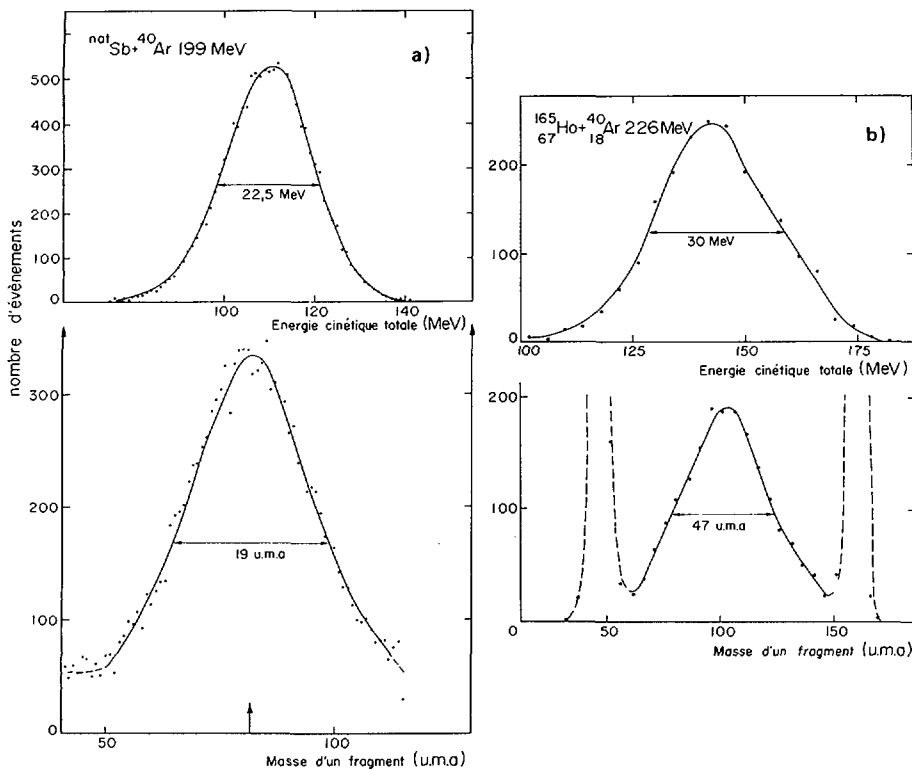 natSb+40Ar 199 MeV
a)
500
400
300
200
100
0
22,5 MeV
100
120
140
Energie cinétique totale (MeV)
nombre d'évènements
300
200
100
0
19 u.m.a
50
100
Masse d'un fragment (u.m.a)
165 67Ho+40 18Ar 226 MeV
b)
200
100
0
30 MeV
100
125
150
175
Energie cinétique totale (MeV)
200
100
0
47 u.m.a
0
50
100
150
Masse d'un fragment (u.m.a)